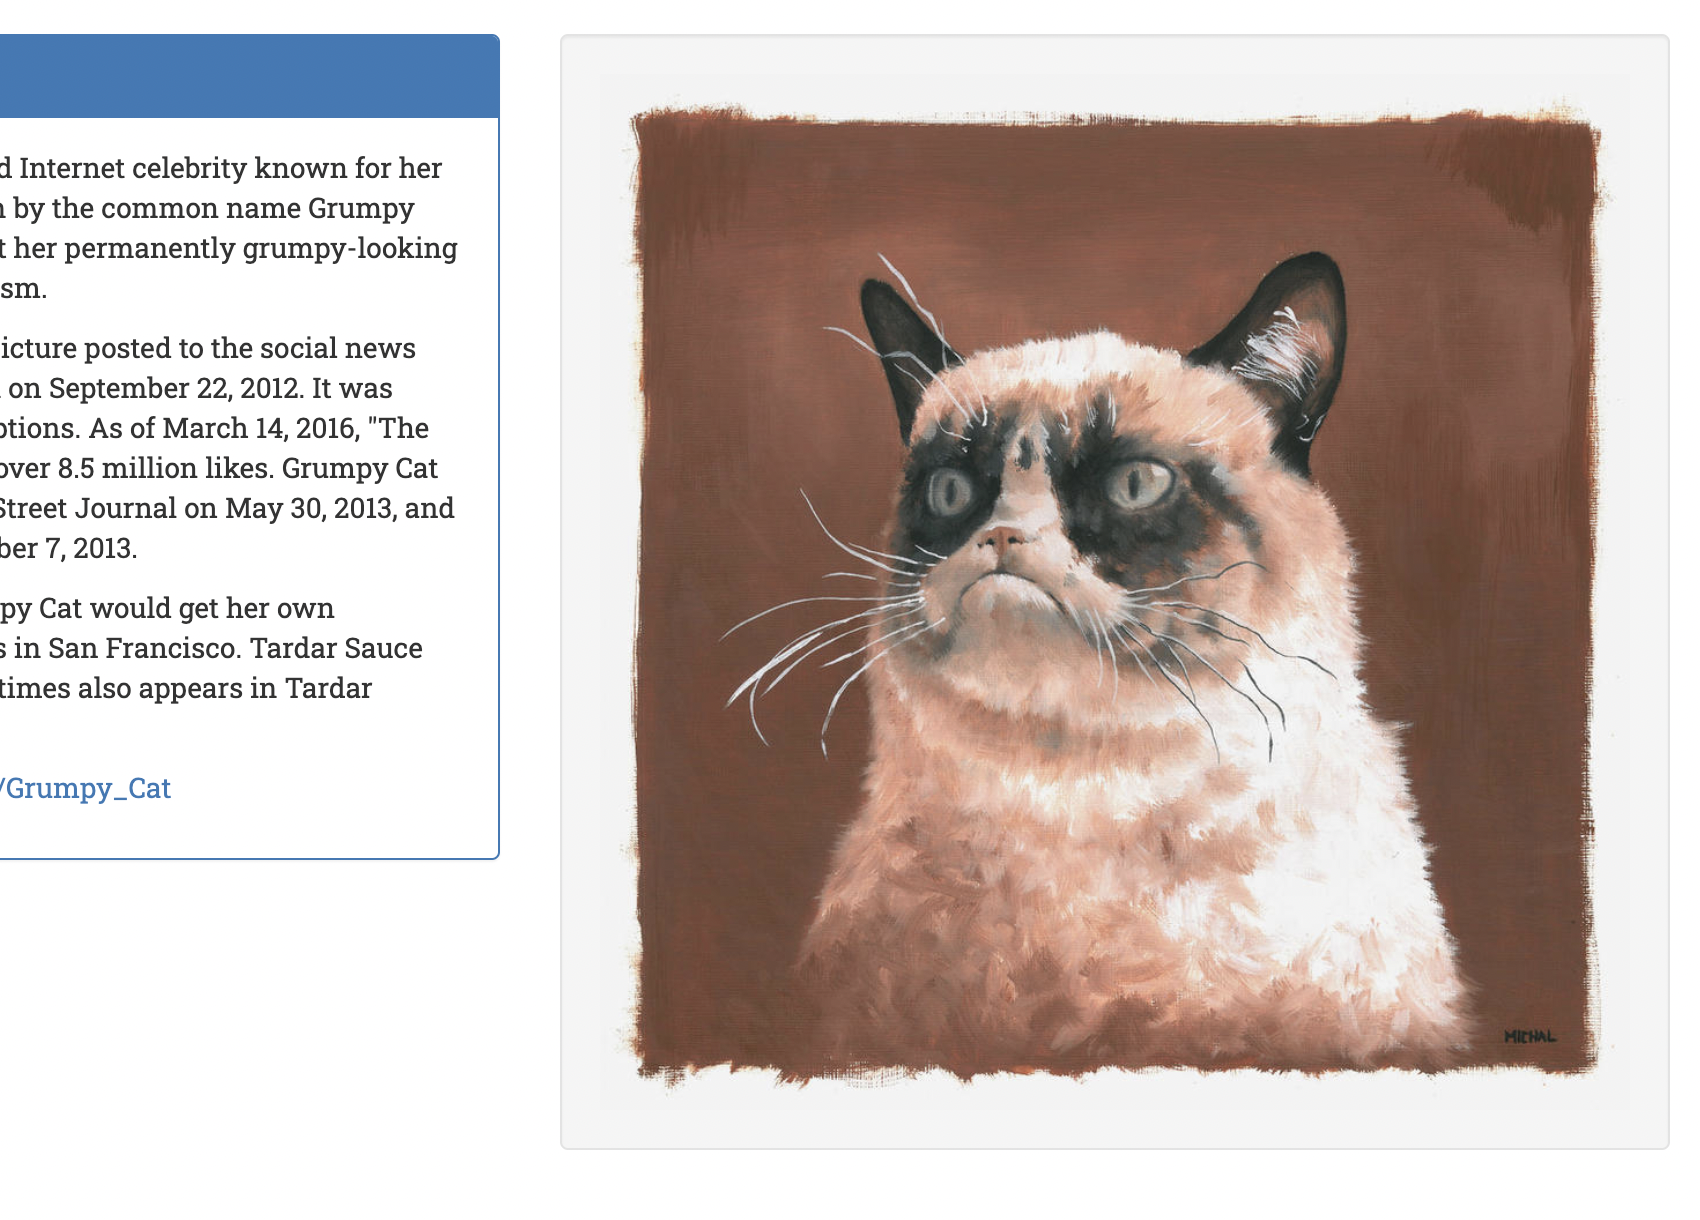 d Internet celebrity known for her
by the common name Grumpy
t her permanently grumpy-looking
sm.
icture posted to the social news
on September 22, 2012. It was
ptions. As of March 14, 2016, "The
over 8.5 million likes. Grumpy Cat
Street Journal on May 30, 2013, and
ber 7, 2013.
py Cat would get her own
s in San Francisco. Tardar Sauce
times also appears in Tardar
/Grumpy_Cat
MICHAL